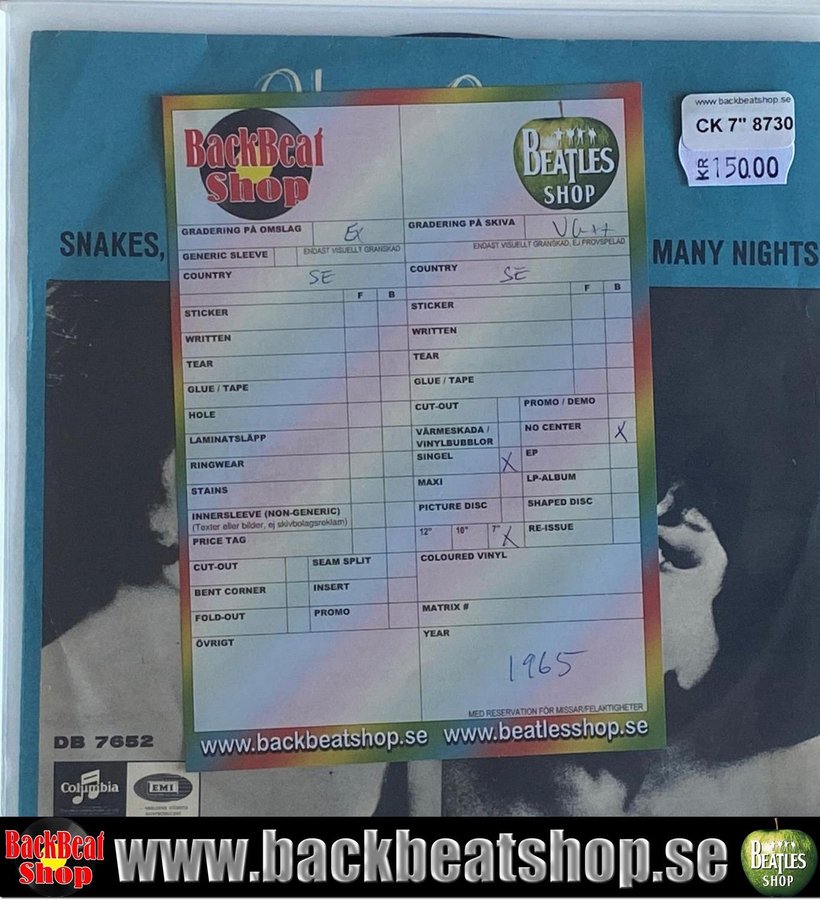 www.backbeatshop.se
CK 7" 8730
KR 150.00
SNAKES,
MANY NIGHTS
BackBeat Shop
BEATLES SHOP
GRADERING PÅ OMSLAG Ex
ENDAST VISUELLT GRANSKAD
GENERIC SLEEVE
COUNTRY SE
F B
STICKER
WRITTEN
TEAR
GLUE / TAPE
HOLE
LAMINATSLÄPP
RINGWEAR
STAINS
INNERSLEEVE (NON-GENERIC)
(Texter eller bilder, ej skivbolagsreklam)
PRICE TAG
CUT-OUT SEAM SPLIT
BENT CORNER INSERT
FOLD-OUT PROMO
ÖVRIGT
GRADERING PÅ SKIVA VG++
ENDAST VISUELLT GRANSKAD, EJ PROVSPELAD
COUNTRY SE
F B
STICKER
WRITTEN
TEAR
GLUE / TAPE
CUT-OUT PROMO / DEMO
VÄRMESKADA / VINYLBUBBLOR NO CENTER X
SINGEL X EP
MAXI LP-ALBUM
PICTURE DISC SHAPED DISC
12" 10" 7" X RE-ISSUE
COLOURED VINYL
MATRIX #
YEAR
1965
MED RESERVATION FÖR MISSAR/FELAKTIGHETER
www.backbeatshop.se www.beatlesshop.se
DB 7652
Columbia EMI
BackBeat Shop www.backbeatshop.se BEATLES SHOP